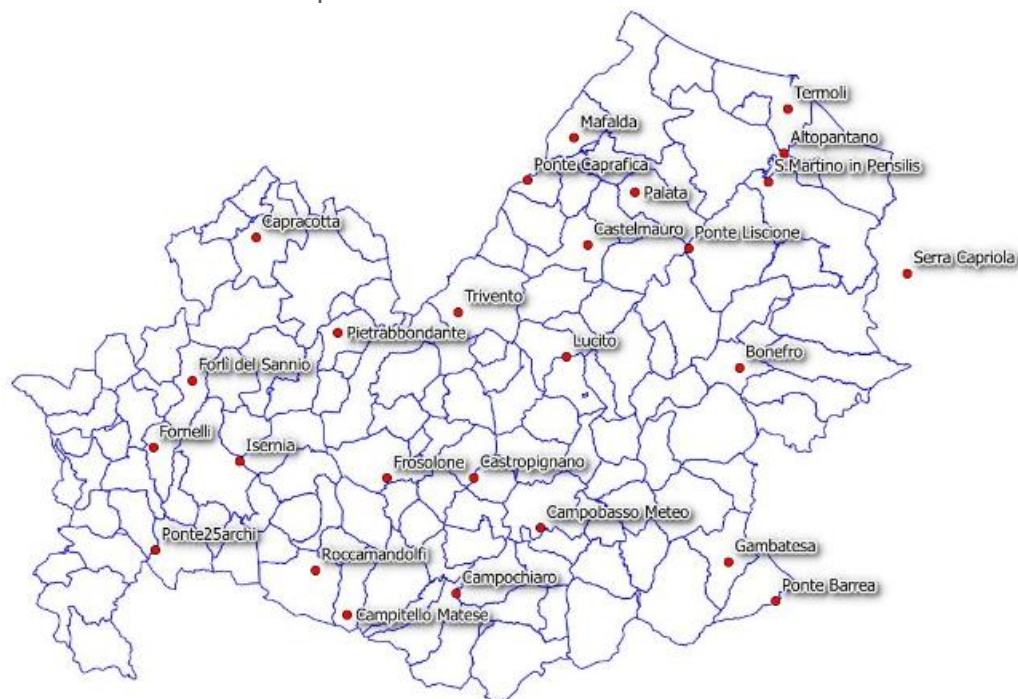 Termoli
Mafalda
Altopantano
Ponte Caprafica
S.Martino in Pensilis
Palata
Capracotta
Castelmauro
Ponte Liscione
Serra Capriola
Trivento
Pietrabbondante
Lucito
Bonefro
Forlì del Sannio
Fornelli
Isernia
Frosolone
Castropignano
Campobasso Meteo
Ponte25archi
Roccamandolfi
Gambatesa
Campochiaro
Ponte Barrea
Campitello Matese